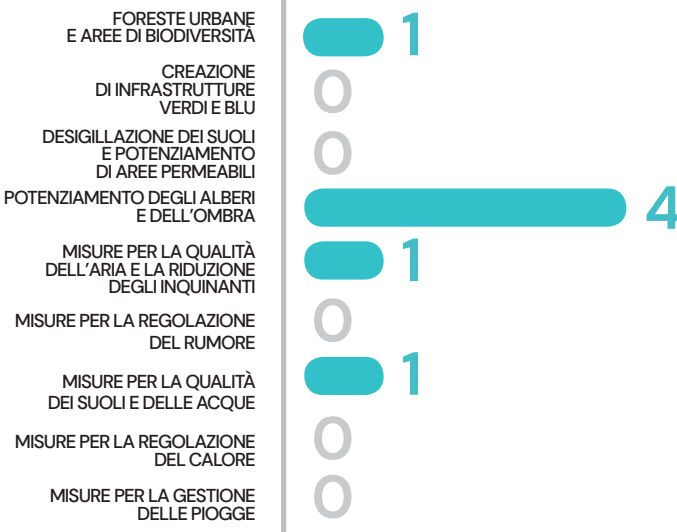 FORESTE URBANE
E AREE DI BIODIVERSITÀ
1
CREAZIONE
DI INFRASTRUTTURE
VERDI E BLU
0
DESIGILLAZIONE DEI SUOLI
E POTENZIAMENTO
DI AREE PERMEABILI
0
POTENZIAMENTO DEGLI ALBERI
E DELL'OMBRA
4
MISURE PER LA QUALITÀ
DELL'ARIA E LA RIDUZIONE
DEGLI INQUINANTI
1
MISURE PER LA REGOLAZIONE
DEL RUMORE
0
MISURE PER LA QUALITÀ
DEI SUOLI E DELLE ACQUE
1
MISURE PER LA REGOLAZIONE
DEL CALORE
0
MISURE PER LA GESTIONE
DELLE PIOGGE
0